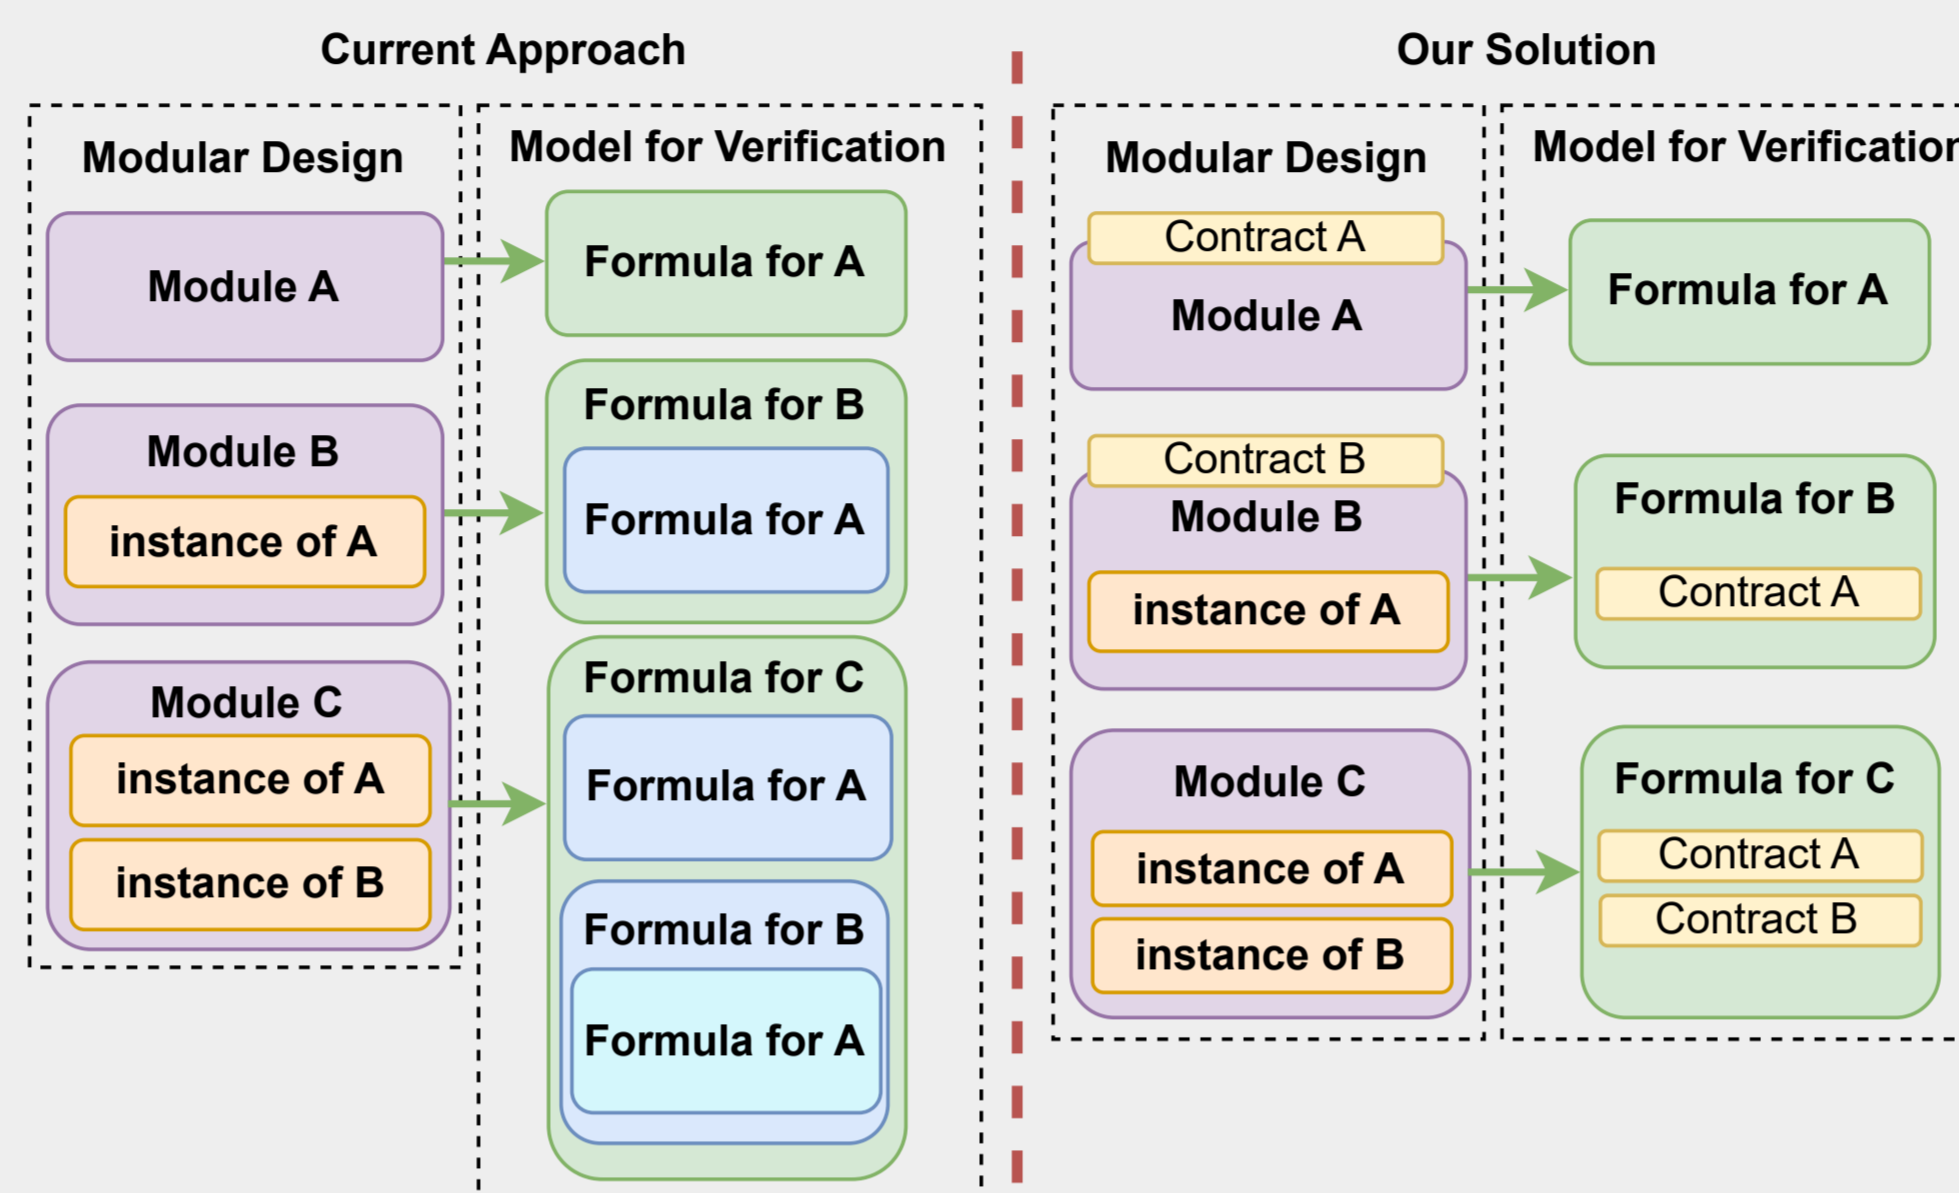 Current Approach
Modular Design
Module A
Module B
instance of A
Module C
instance of A
instance of B
Model for Verification
Formula for A
Formula for B
Formula for A
Formula for C
Formula for A
Formula for B
Formula for A
Our Solution
Modular Design
Contract A
Module A
Contract B
Module B
instance of A
Module C
instance of A
instance of B
Model for Verification
Formula for A
Formula for B
Contract A
Formula for C
Contract A
Contract B